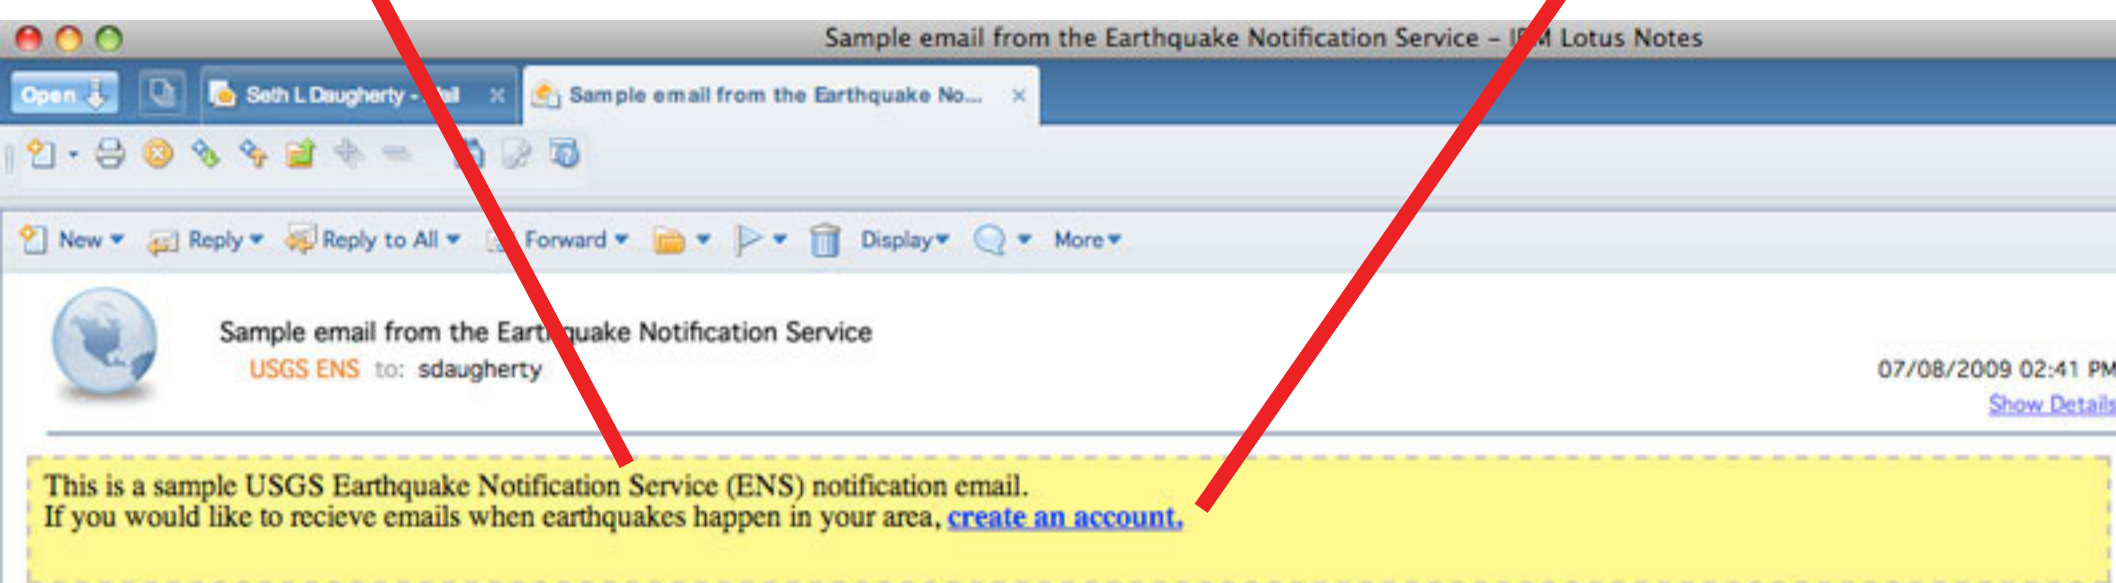 Sample email from the Earthquake Notification Service – IBM Lotus Notes
Open Seth L Daugherty - Mail Sample email from the Earthquake No...
New Reply Reply to All Forward Display More
Sample email from the Earthquake Notification Service
USGS ENS to: sdaugherty
07/08/2009 02:41 PM
Show Details
This is a sample USGS Earthquake Notification Service (ENS) notification email.
If you would like to recieve emails when earthquakes happen in your area, create an account.